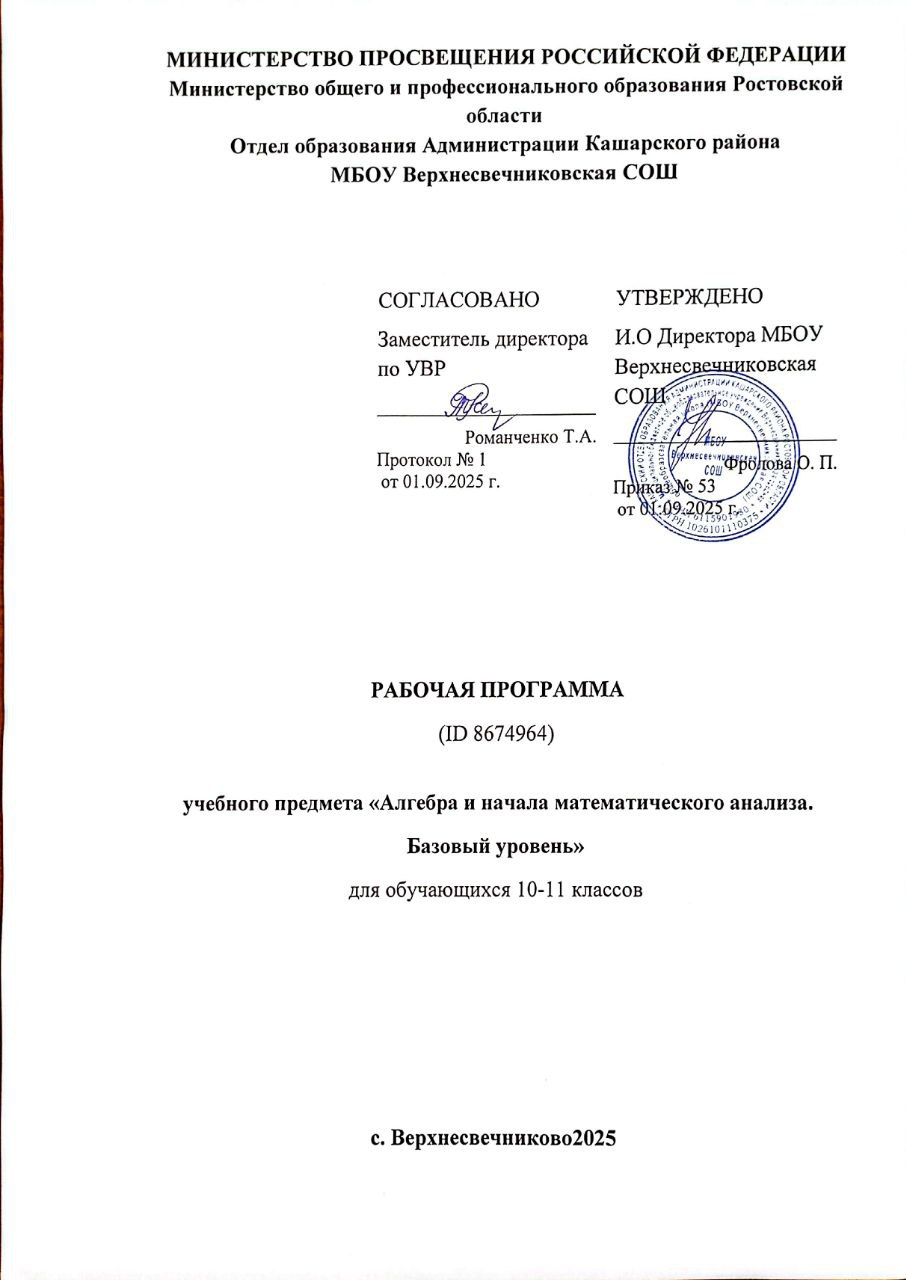 МИНИСТЕРСТВО ПРОСВЕЩЕНИЯ РОССИЙСКОЙ ФЕДЕРАЦИИ
Министерство общего и профессионального образования Ростовской
области
Отдел образования Администрации Кашарского района
МБОУ Верхнесвечниковская СОШ
СОГЛАСОВАНО
Заместитель директора
по УВР
Романченко Т.А.
Протокол № 1
от 01.09.2025 г.
УТВЕРЖДЕНО
И.О Директора МБОУ
Верхнесвечниковская
СОШ
МБОУ
Верхнесвечниковская
СОШ
Фролова О. П.
Приказ № 53
от 01.09.2025 г.
РАБОЧАЯ ПРОГРАММА
(ID 8674964)
учебного предмета «Алгебра и начала математического анализа.
Базовый уровень»
для обучающихся 10-11 классов
с. Верхнесвечниково2025